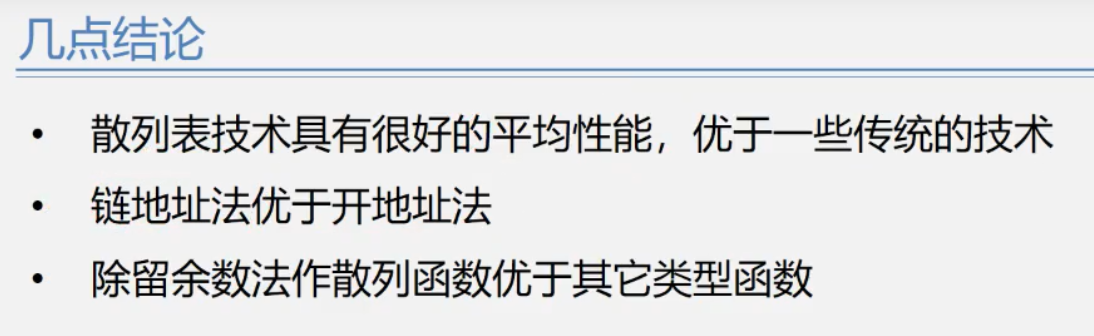 几点结论
• 散列表技术具有很好的平均性能，优于一些传统的技术
• 链地址法优于开地址法
• 除留余数法作散列函数优于其它类型函数